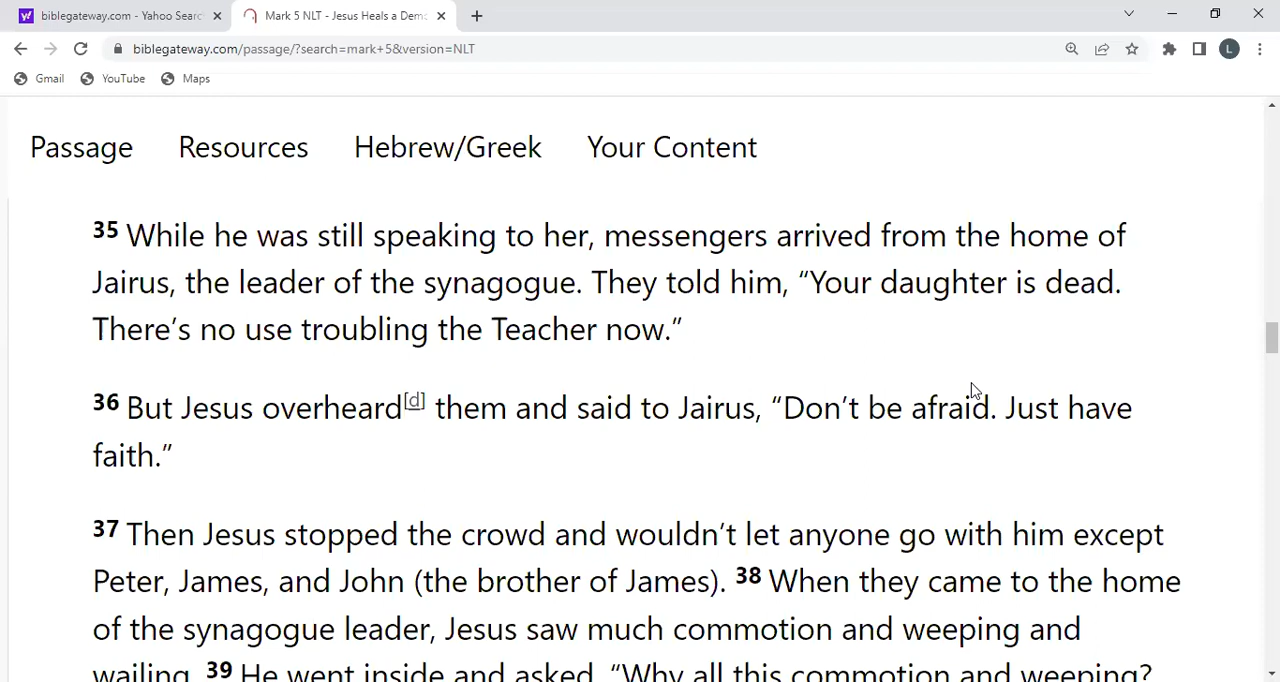 biblegateway.com - Yahoo Searc
Mark 5 NLT - Jesus Heals a Demo
biblegateway.com/passage/?search=mark+5&version=NLT
L
Gmail YouTube Maps
Passage Resources Hebrew/Greek Your Content
35 While he was still speaking to her, messengers arrived from the home of
Jairus, the leader of the synagogue. They told him, “Your daughter is dead.
There’s no use troubling the Teacher now.”
36 But Jesus overheard[d] them and said to Jairus, “Don’t be afraid. Just have
faith.”
37 Then Jesus stopped the crowd and wouldn’t let anyone go with him except
Peter, James, and John (the brother of James). 38 When they came to the home
of the synagogue leader, Jesus saw much commotion and weeping and
wailing. 39 He went inside and asked, “Why all this commotion and weeping?